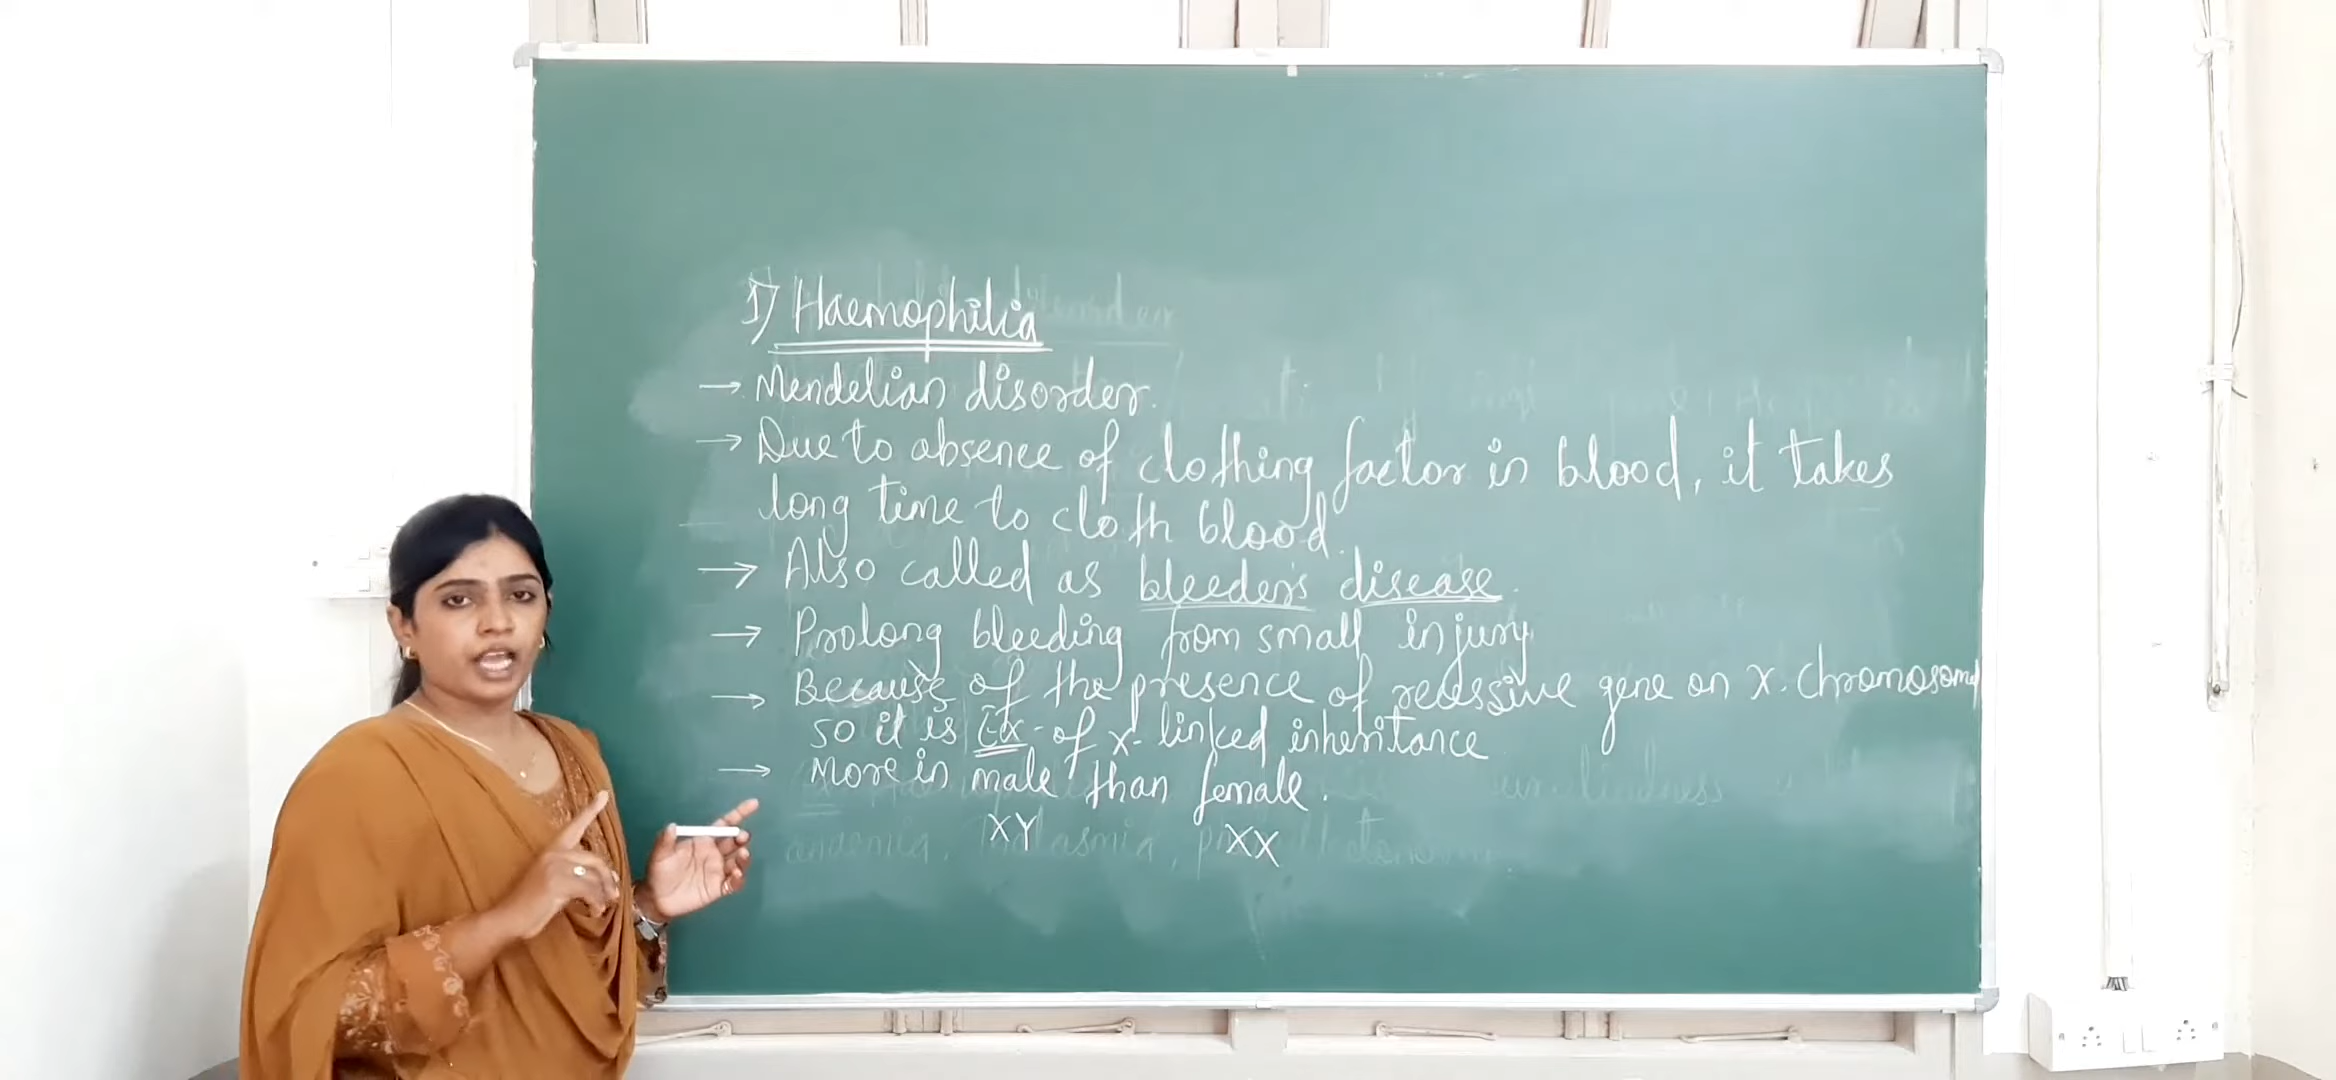 1) Haemophilia
→ Mendelian disorder.
→ Due to absence of clothing factor in blood, it takes
long time to cloth blood.
→ Also called as bleeder's disease.
→ Prolong bleeding from small injury
→ Because of the presence of recessive gene on x. chromosome
so it is Ex- of x- linked inheritance
→ More in male than female.
XY XX